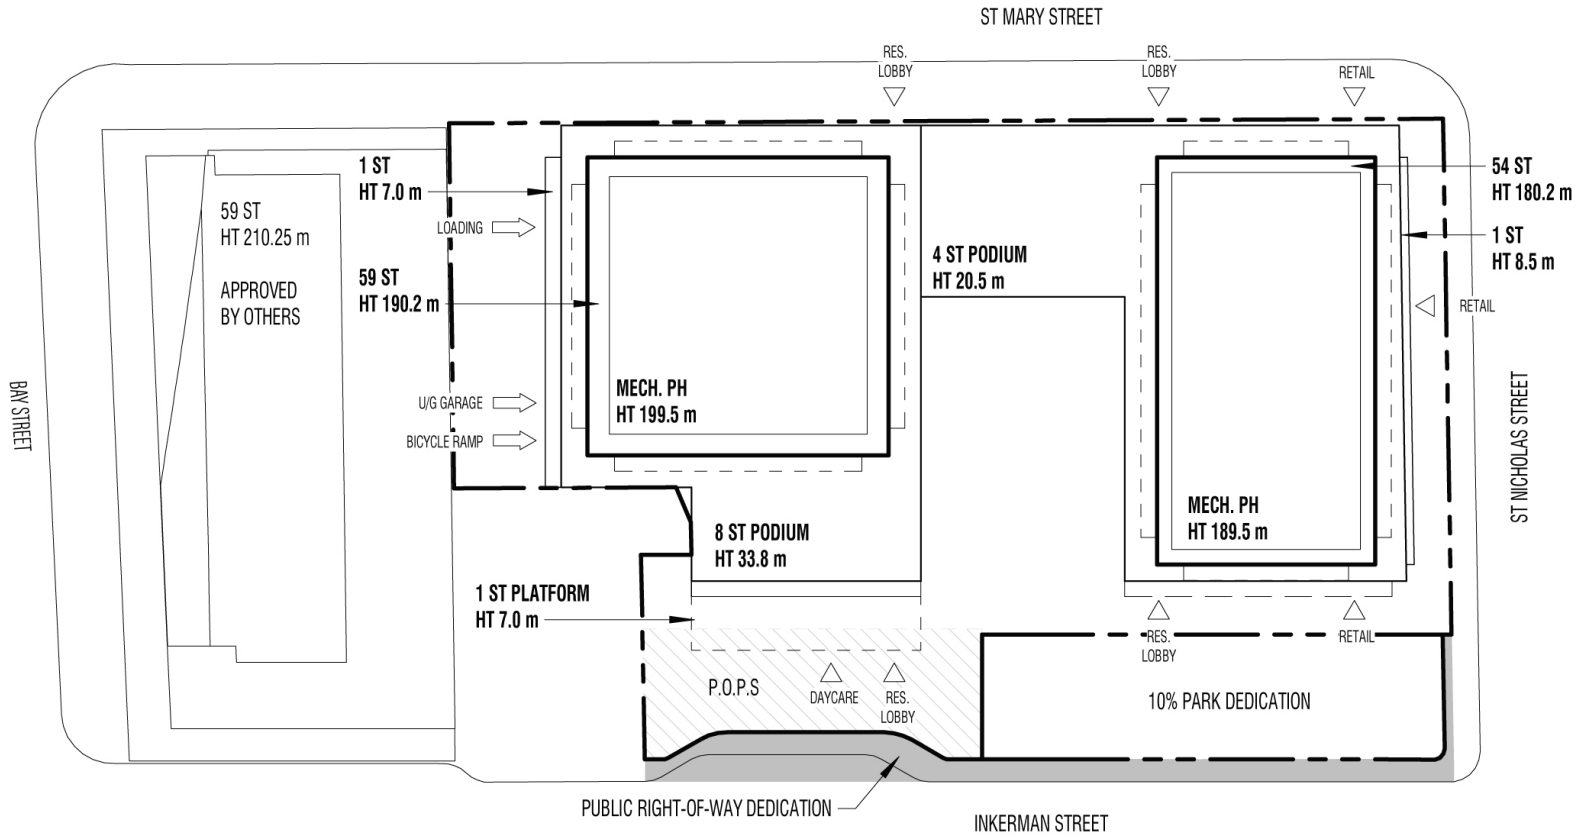 ST MARY STREET
RES.
LOBBY
RES.
LOBBY
RETAIL
1 ST
HT 7.0 m
54 ST
HT 180.2 m
59 ST
HT 210.25 m
LOADING
4 ST PODIUM
HT 20.5 m
1 ST
HT 8.5 m
APPROVED
BY OTHERS
59 ST
HT 190.2 m
RETAIL
BAY STREET
MECH. PH
HT 199.5 m
U/G GARAGE
BICYCLE RAMP
ST NICHOLAS STREET
MECH. PH
HT 189.5 m
8 ST PODIUM
HT 33.8 m
1 ST PLATFORM
HT 7.0 m
RES.
LOBBY
RETAIL
P.O.P.S
DAYCARE
RES.
LOBBY
10% PARK DEDICATION
PUBLIC RIGHT-OF-WAY DEDICATION
INKERMAN STREET